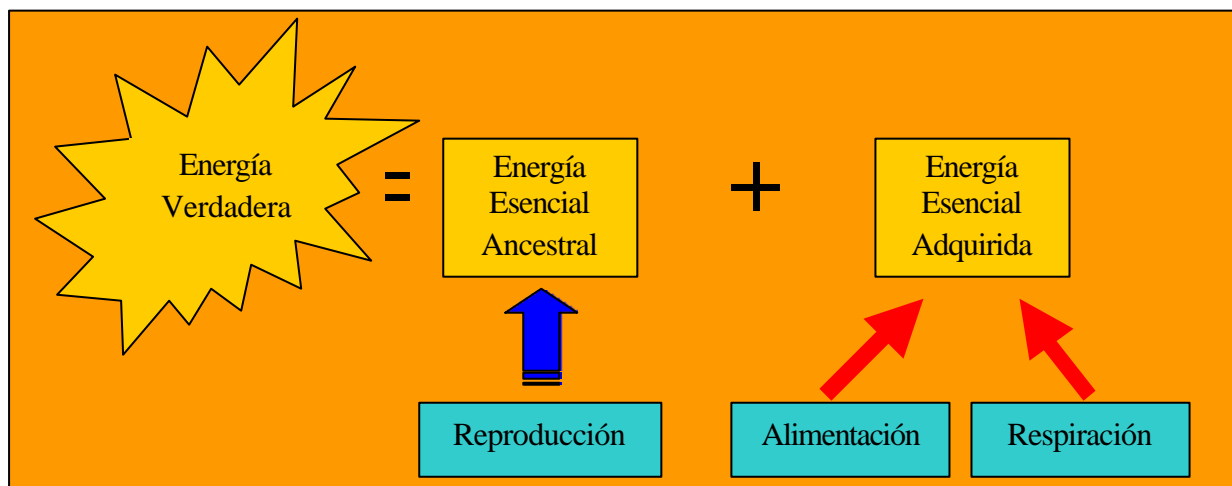 Energía
Verdadera
=
Energía
Esencial
Ancestral
+
Energía
Esencial
Adquirida
Reproducción
Alimentación
Respiración